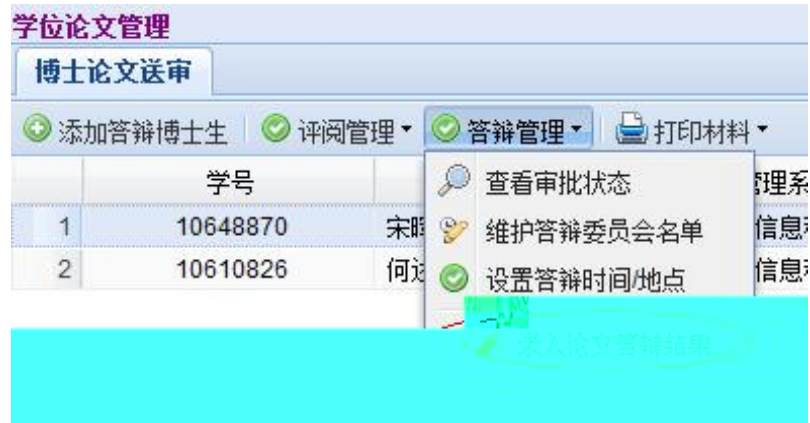 学位论文管理
博士论文送审
添加答辩博士生 评阅管理 答辩管理 打印材料
学号 管理系
1 10648870 宋 信息
2 10610826 何 信息
查看审批状态
维护答辩委员会名单
设置答辩时间/地点
录入论文答辩结果